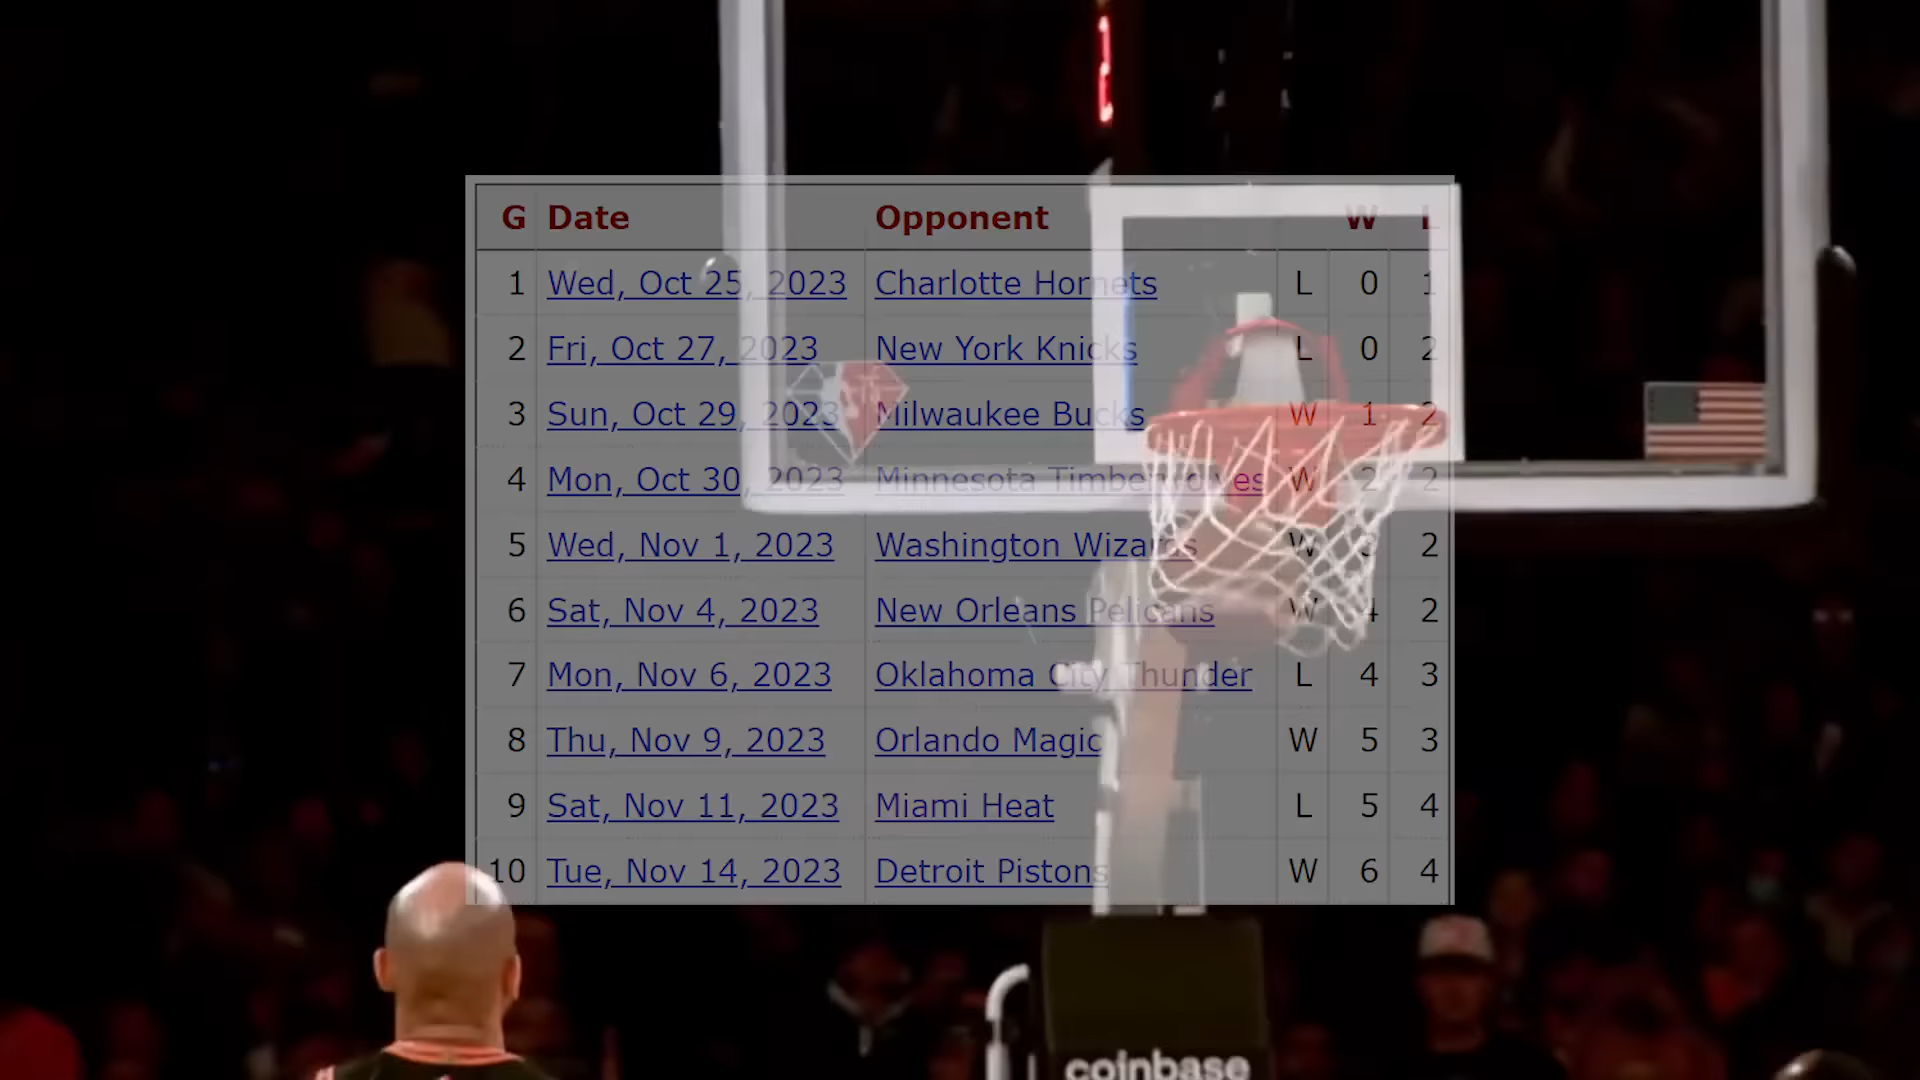 G Date Opponent W L
1 Wed, Oct 25, 2023 Charlotte Hornets L 0 1
2 Fri, Oct 27, 2023 New York Knicks L 0 2
3 Sun, Oct 29, 2023 Milwaukee Bucks W 1 2
4 Mon, Oct 30, 2023 Minnesota Timberwolves W 2 2
5 Wed, Nov 1, 2023 Washington Wizards W 3 2
6 Sat, Nov 4, 2023 New Orleans Pelicans W 4 2
7 Mon, Nov 6, 2023 Oklahoma City Thunder L 4 3
8 Thu, Nov 9, 2023 Orlando Magic W 5 3
9 Sat, Nov 11, 2023 Miami Heat L 5 4
10 Tue, Nov 14, 2023 Detroit Pistons W 6 4
coinbase